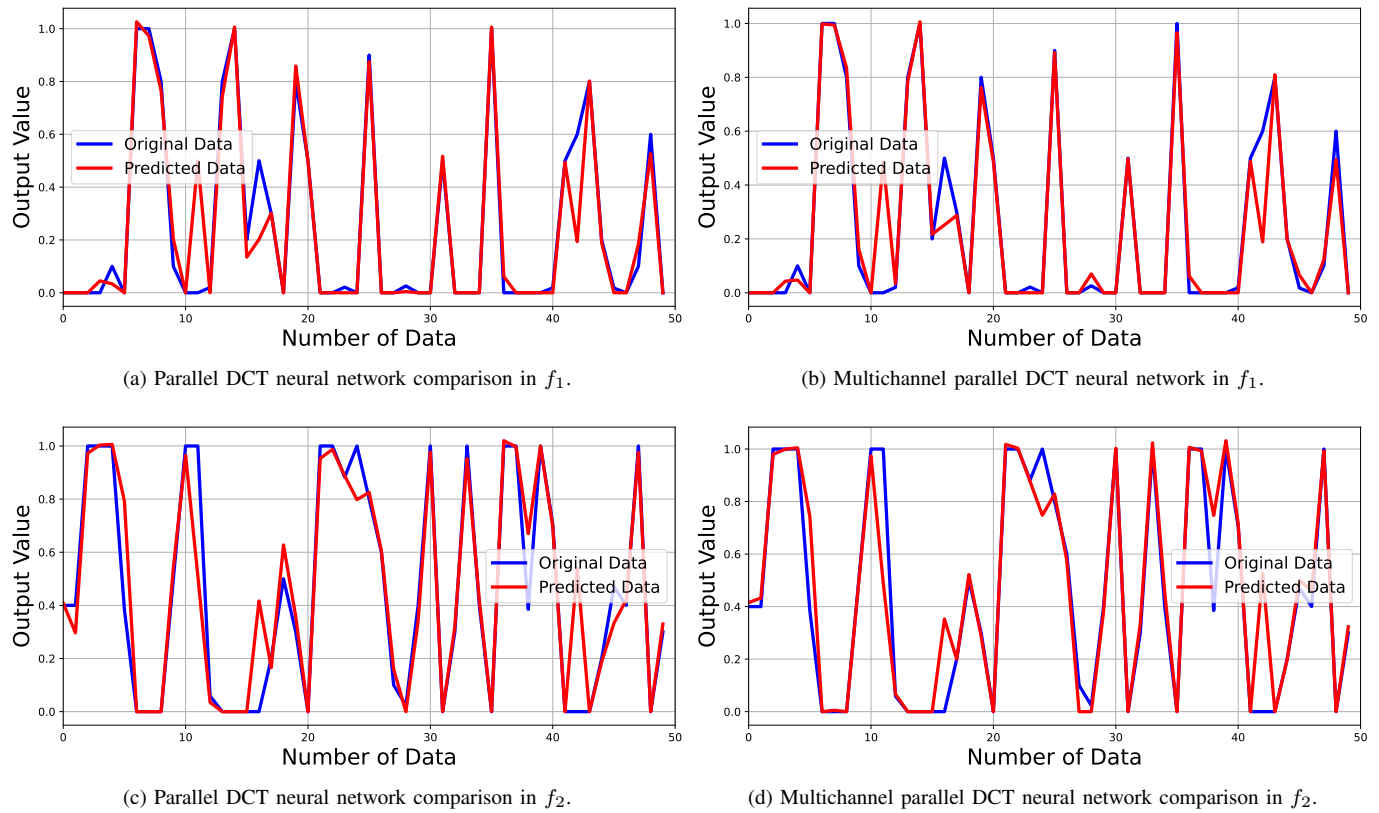 1.0
0.8
0.6
0.4
0.2
0.0
Output Value
Original Data
Predicted Data
0 10 20 30 40 50
Number of Data
(a) Parallel DCT neural network comparison in f₁.
1.0
0.8
0.6
0.4
0.2
0.0
Output Value
Original Data
Predicted Data
0 10 20 30 40 50
Number of Data
(b) Multichannel parallel DCT neural network in f₁.
1.0
0.8
0.6
0.4
0.2
0.0
Output Value
Original Data
Predicted Data
0 10 20 30 40 50
Number of Data
(c) Parallel DCT neural network comparison in f₂.
1.0
0.8
0.6
0.4
0.2
0.0
Output Value
Original Data
Predicted Data
0 10 20 30 40 50
Number of Data
(d) Multichannel parallel DCT neural network comparison in f₂.